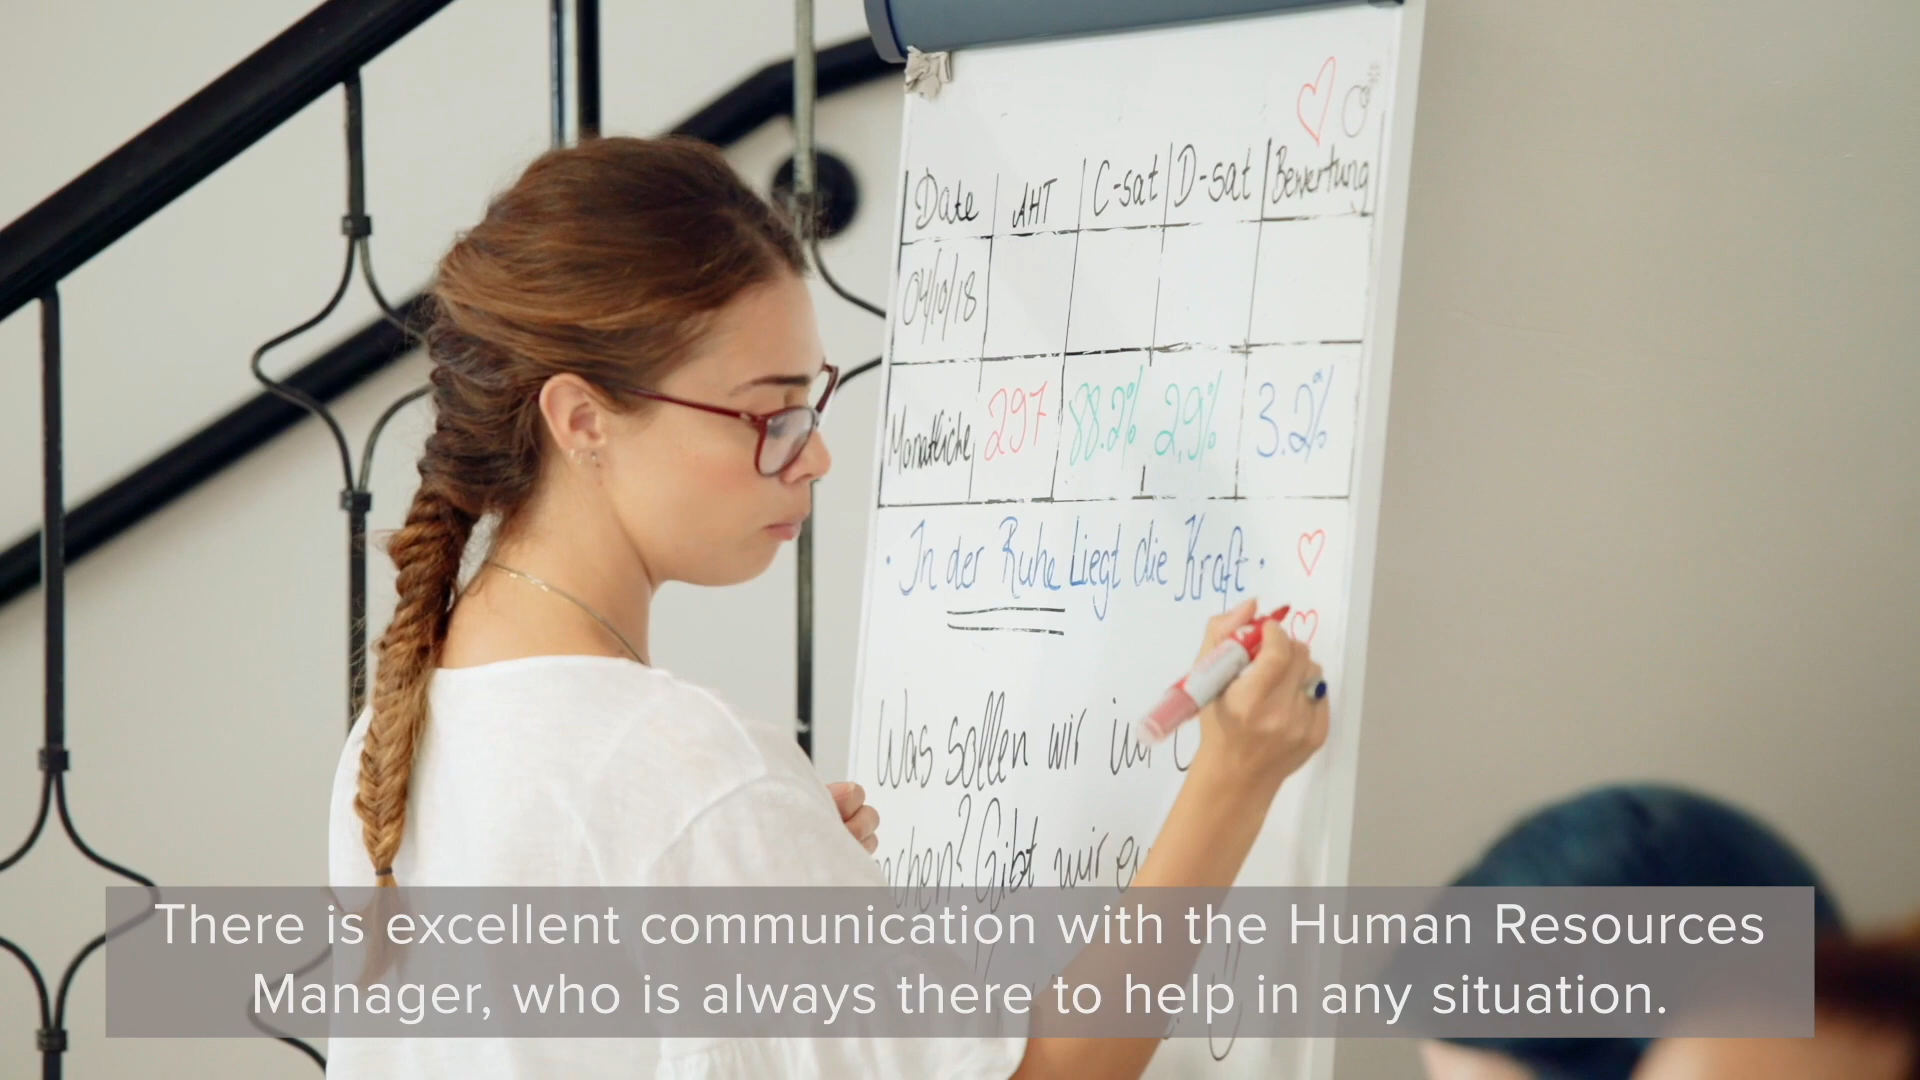 Date AHT C-sat D-sat Bewertung
04/10/18
Monatliche 297 88.2% 2,9% 3.2%
· In der Ruhe Liegt die Kraft ·
Was sollen wir im
Gibt wir
There is excellent communication with the Human Resources
Manager, who is always there to help in any situation.